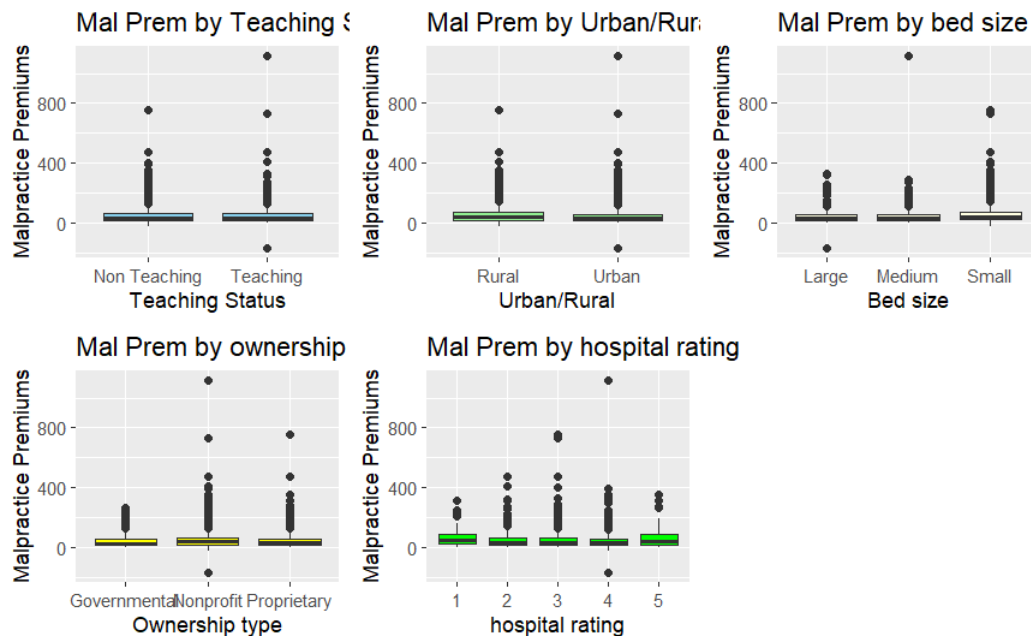 Mal Prem by Teaching S
Malpractice Premiums
800
400
0
Non Teaching
Teaching
Teaching Status
Mal Prem by Urban/Rura
Malpractice Premiums
800
400
0
Rural
Urban
Urban/Rural
Mal Prem by bed size
Malpractice Premiums
800
400
0
Large
Medium
Small
Bed size
Mal Prem by ownership
Malpractice Premiums
800
400
0
Governmental
Nonprofit
Proprietary
Ownership type
Mal Prem by hospital rating
Malpractice Premiums
800
400
0
1
2
3
4
5
hospital rating